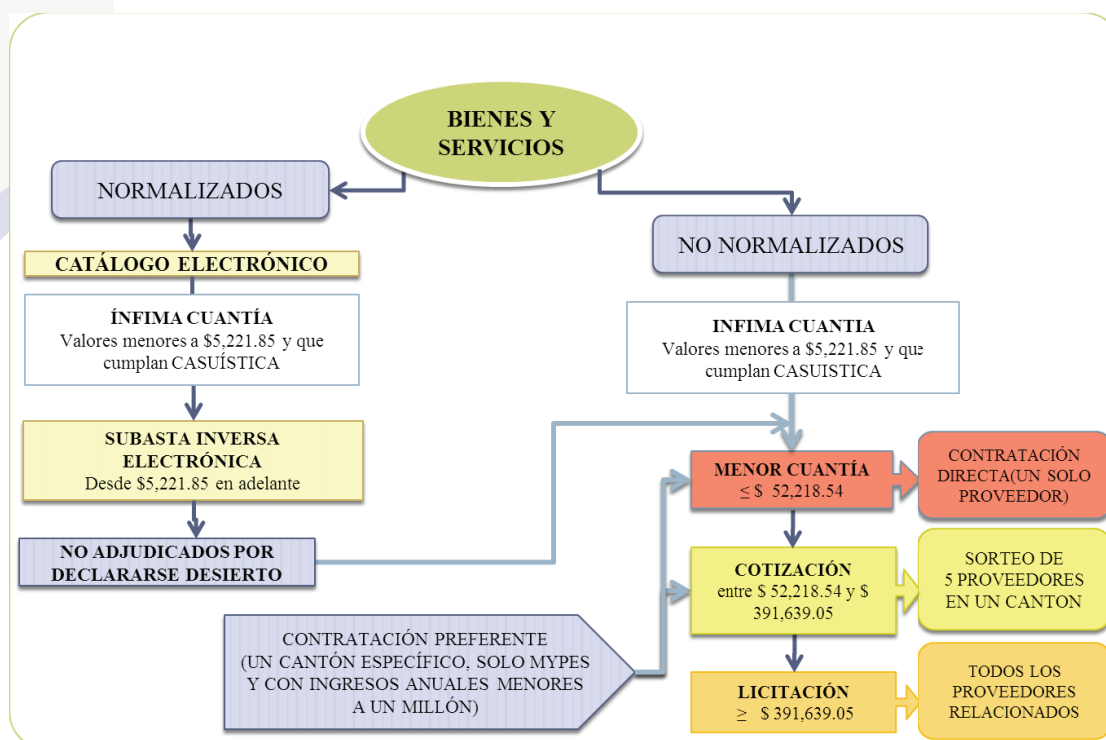 BIENES Y
SERVICIOS
NORMALIZADOS
CATÁLOGO ELECTRÓNICO
ÍNFIMA CUANTÍA
Valores menores a $5,221.85 y que
cumplan CASUÍSTICA
SUBASTA INVERSA
ELECTRÓNICA
Desde $5,221.85 en adelante
NO ADJUDICADOS POR
DECLARARSE DESIERTO
NO NORMALIZADOS
INFIMA CUANTIA
Valores menores a $5,221.85 y que
cumplan CASUISTICA
MENOR CUANTÍA
≤ $ 52,218.54
CONTRATACIÓN
DIRECTA(UN SOLO
PROVEEDOR)
COTIZACIÓN
entre $ 52,218.54 y $
391,639.05
SORTEO DE
5 PROVEEDORES
EN UN CANTON
CONTRATACIÓN PREFERENTE
(UN CANTÓN ESPECÍFICO, SOLO MYPES
Y CON INGRESOS ANUALES MENORES
A UN MILLÓN)
LICITACIÓN
≥ $ 391,639.05
TODOS LOS
PROVEEDORES
RELACIONADOS